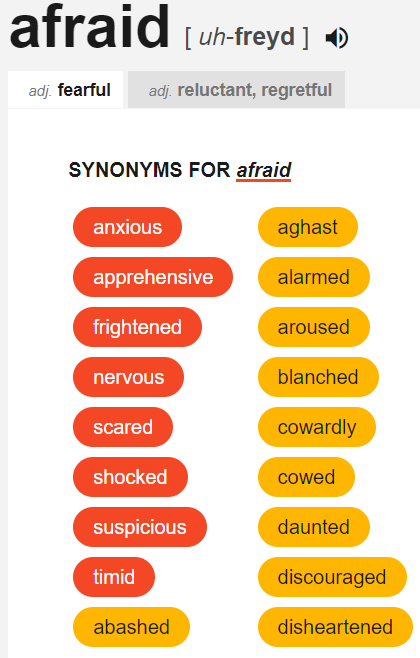 afraid [ uh-freyd ]
adj. fearful adj. reluctant, regretful
SYNONYMS FOR afraid
anxious
apprehensive
frightened
nervous
scared
shocked
suspicious
timid
abashed
aghast
alarmed
aroused
blanched
cowardly
cowed
daunted
discouraged
disheartened